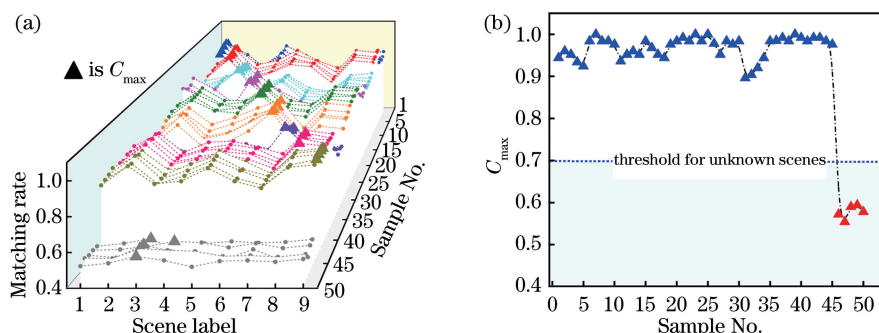 (a)
▲ is Cmax
Matching rate
1.0
0.8
0.6
0.4
1 2 3 4 5 6 7 8 9
Scene label
1
5
10
15
20
25
30
35
40
45
50
Sample No.
(b)
Cmax
1.0
0.9
0.8
0.7
0.6
0.5
0.4
threshold for unknown scenes
0 5 10 15 20 25 30 35 40 45 50
Sample No.